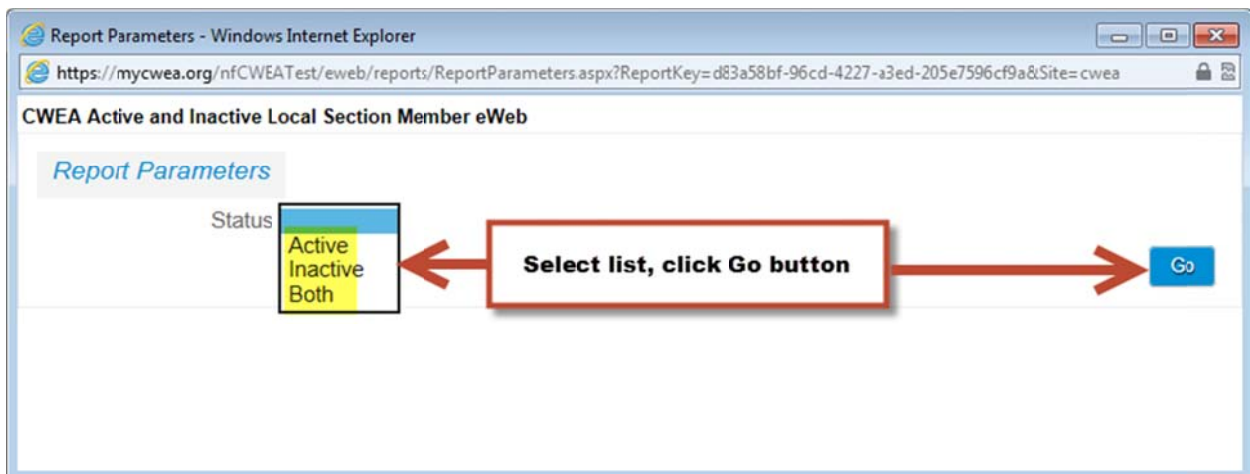 Report Parameters - Windows Internet Explorer
https://mycwea.org/nfCWEATest/eweb/reports/ReportParameters.aspx?ReportKey=d83a58bf-96cd-4227-a3ed-205e7596cf9a&Site=cwea
CWEA Active and Inactive Local Section Member eWeb
Report Parameters
Status
Active
Inactive
Both
Select list, click Go button
Go